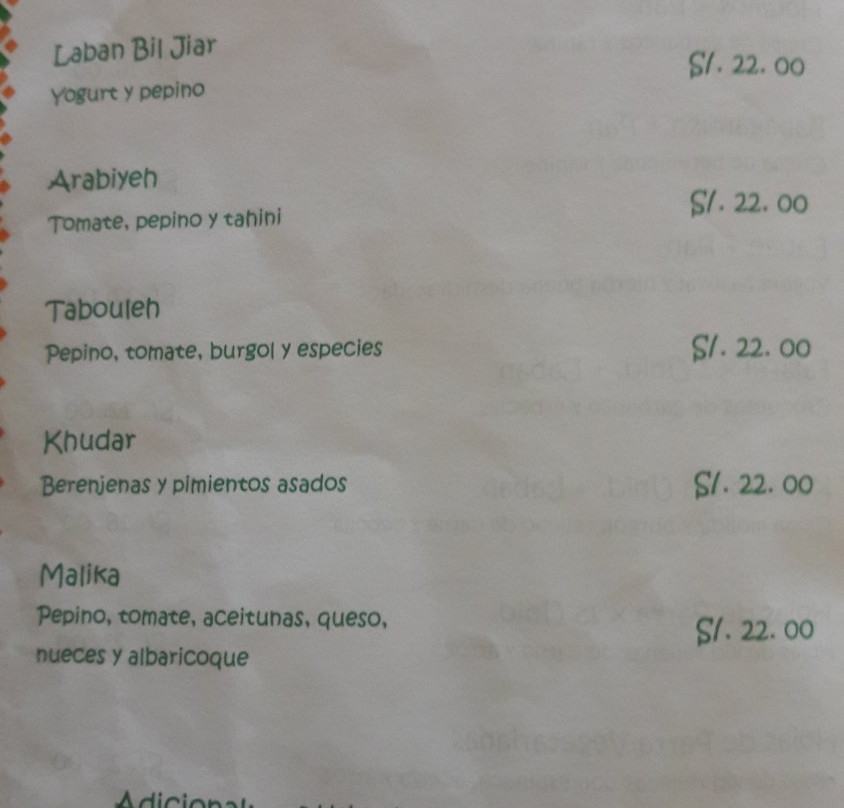 Laban Bil Jiar
S/. 22. 00
Yogurt y pepino
Arabiyeh
S/. 22. 00
Tomate, pepino y tahini
Tabouleh
S/. 22. 00
Pepino, tomate, burgol y especies
Khudar
S/. 22. 00
Berenjenas y pimientos asados
Malika
Pepino, tomate, aceitunas, queso,
S/. 22. 00
nueces y albaricoque